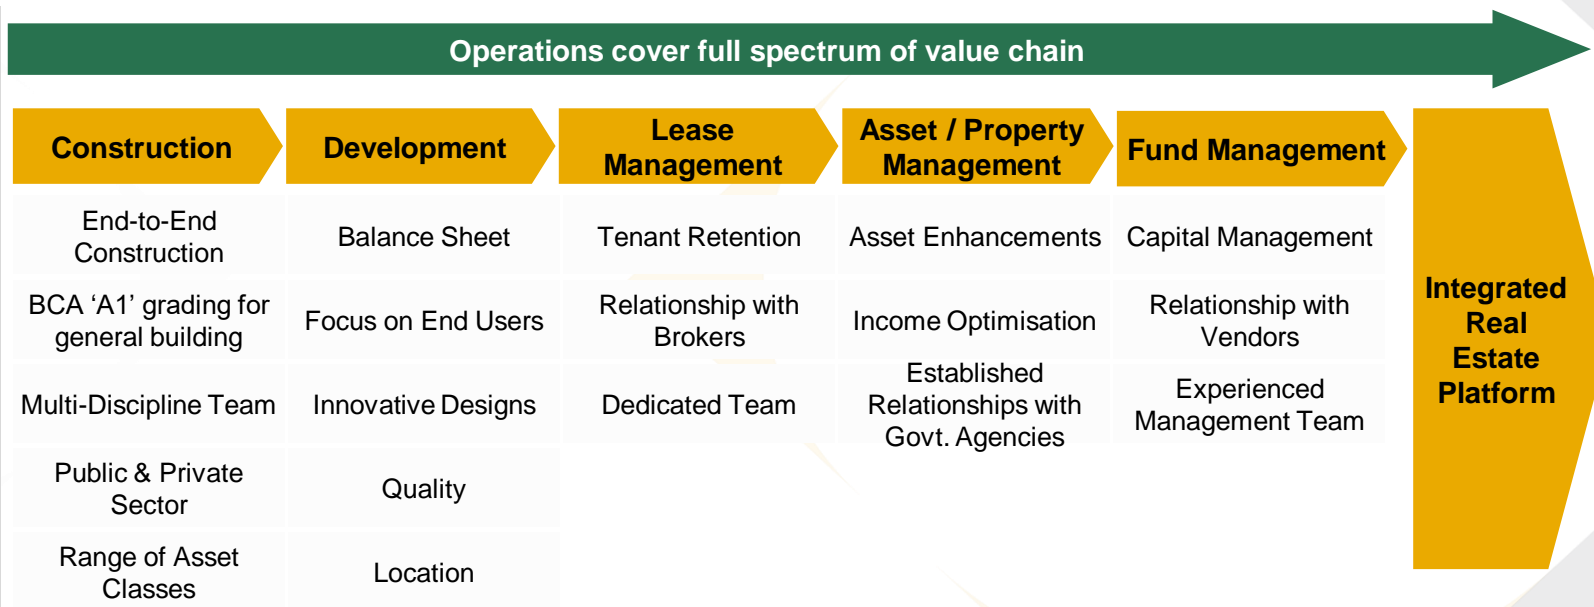 Operations cover full spectrum of value chain
Construction
Development
Lease
Management
Asset / Property
Management
Fund Management
End-to-End
Construction
Balance Sheet
Tenant Retention
Asset Enhancements
Capital Management
BCA ‘A1’ grading for
general building
Focus on End Users
Relationship with
Brokers
Income Optimisation
Relationship with
Vendors
Multi-Discipline Team
Innovative Designs
Dedicated Team
Established
Relationships with
Govt. Agencies
Experienced
Management Team
Public & Private
Sector
Quality
Range of Asset
Classes
Location
Integrated
Real
Estate
Platform